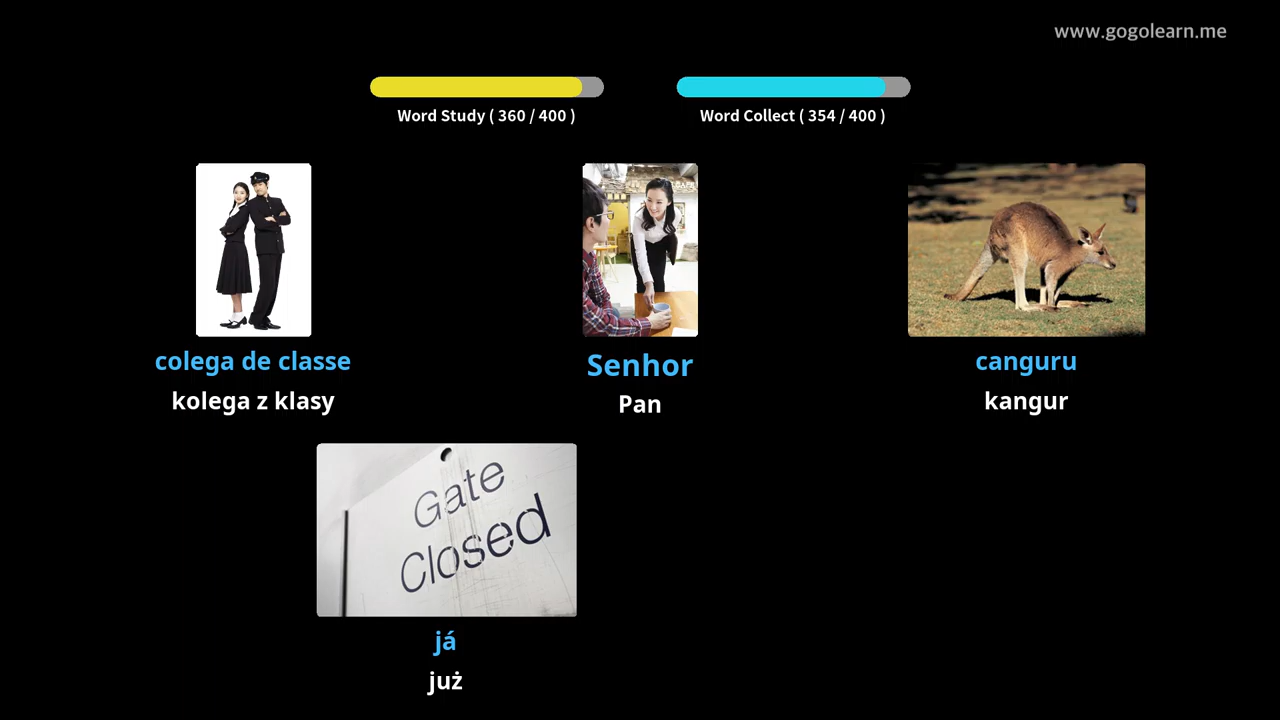 www.gogolearn.me
Word Study ( 360 / 400 )
Word Collect ( 354 / 400 )
colega de classe
kolega z klasy
Senhor
Pan
canguru
kangur
Gate
Closed
já
już